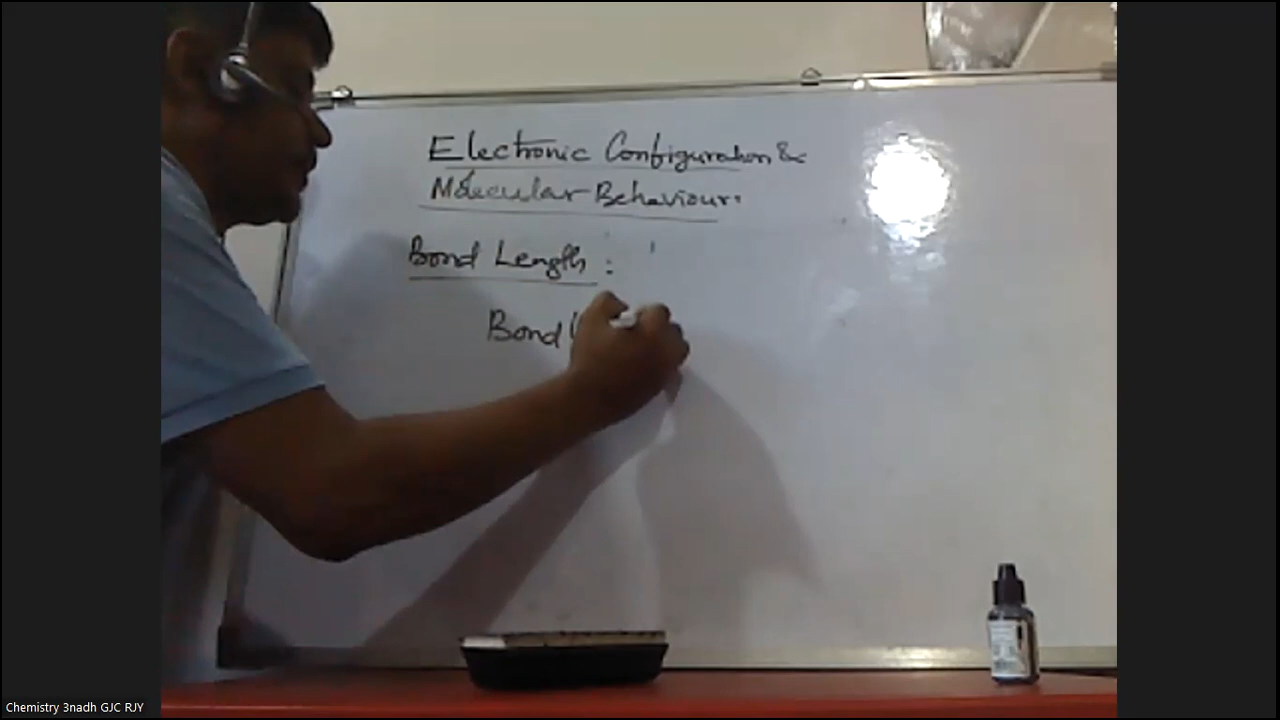 Electronic Configuration &
Molecular Behaviour:
Bond Length :
Bond
Chemistry 3nadh GJC RJY